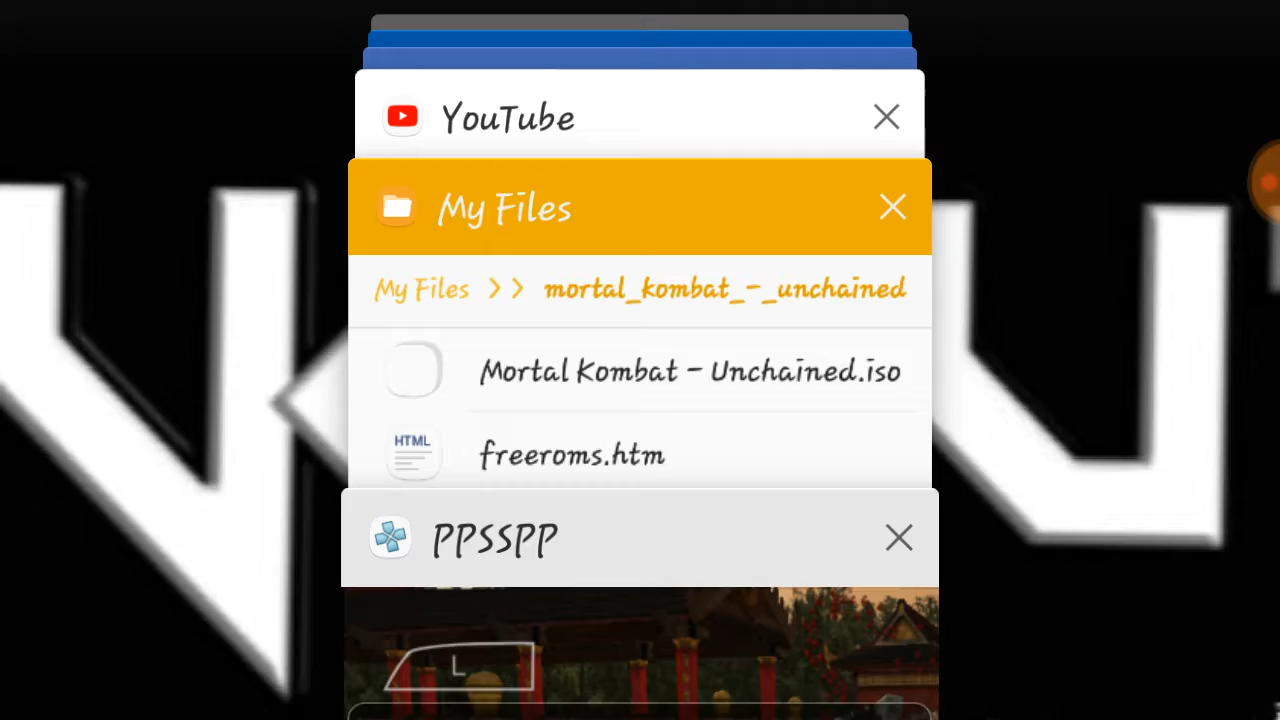 YouTube
My Files
My Files >> mortal_kombat_-_unchained
Mortal Kombat - Unchained.iso
HTML
freeroms.htm
PPSSPP
L